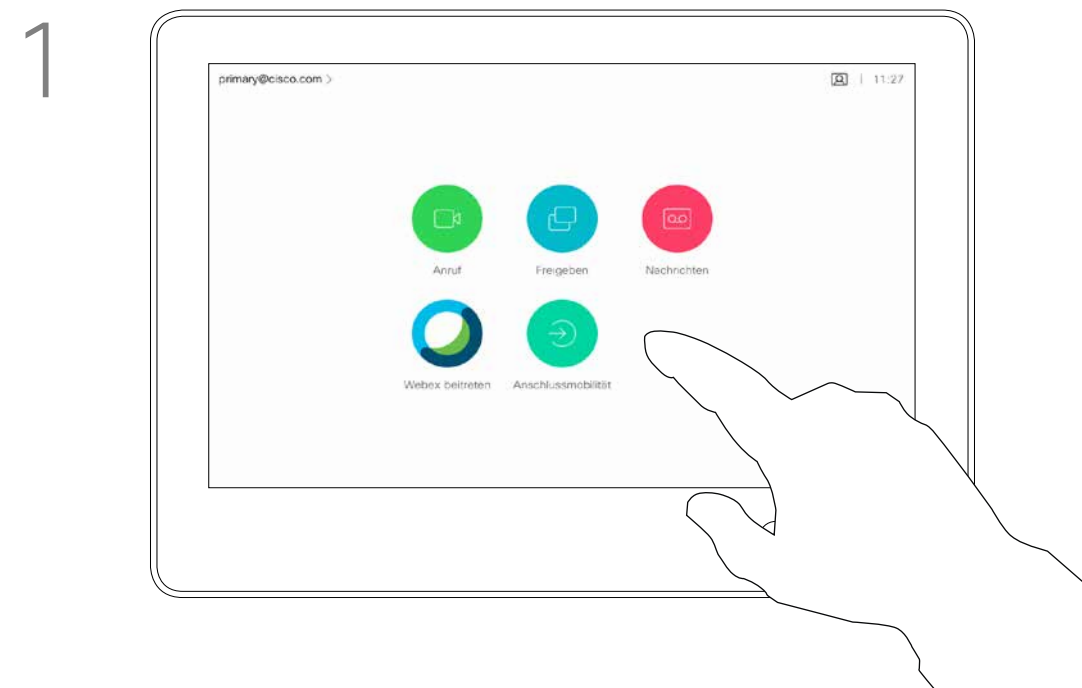 1
primary@cisco.com >
11:27
Anruf Freigeben Nachrichten
Webex beitreten Anschlussmobilität